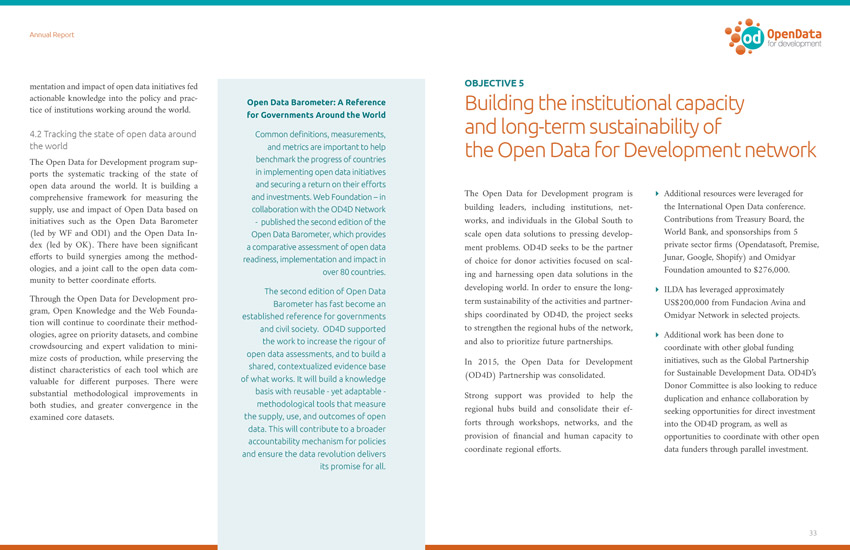 Annual Report
od OpenData
for development
mentation and impact of open data initiatives fed
actionable knowledge into the policy and prac-
tice of institutions working around the world.
4.2 Tracking the state of open data around
the world
The Open Data for Development program sup-
ports the systematic tracking of the state of
open data around the world. It is building a
comprehensive framework for measuring the
supply, use and impact of Open Data based on
initiatives such as the Open Data Barometer
(led by WF and ODI) and the Open Data In-
dex (led by OK). There have been significant
efforts to build synergies among the method-
ologies, and a joint call to the open data com-
munity to better coordinate efforts.
Through the Open Data for Development pro-
gram, Open Knowledge and the Web Founda-
tion will continue to coordinate their method-
ologies, agree on priority datasets, and combine
crowdsourcing and expert validation to mini-
mize costs of production, while preserving the
distinct characteristics of each tool which are
valuable for different purposes. There were
substantial methodological improvements in
both studies, and greater convergence in the
examined core datasets.
Open Data Barometer: A Reference
for Governments Around the World
Common definitions, measurements,
and metrics are important to help
benchmark the progress of countries
in implementing open data initiatives
and securing a return on their efforts
and investments. Web Foundation – in
collaboration with the OD4D Network
- published the second edition of the
Open Data Barometer, which provides
a comparative assessment of open data
readiness, implementation and impact in
over 80 countries.
The second edition of Open Data
Barometer has fast become an
established reference for governments
and civil society. OD4D supported
the work to increase the rigour of
open data assessments, and to build a
shared, contextualized evidence base
of what works. It will build a knowledge
basis with reusable - yet adaptable -
methodological tools that measure
the supply, use, and outcomes of open
data. This will contribute to a broader
accountability mechanism for policies
and ensure the data revolution delivers
its promise for all.
OBJECTIVE 5
Building the institutional capacity
and long-term sustainability of
the Open Data for Development network
The Open Data for Development program is
building leaders, including institutions, net-
works, and individuals in the Global South to
scale open data solutions to pressing develop-
ment problems. OD4D seeks to be the partner
of choice for donor activities focused on scal-
ing and harnessing open data solutions in the
developing world. In order to ensure the long-
term sustainability of the activities and partner-
ships coordinated by OD4D, the project seeks
to strengthen the regional hubs of the network,
and also to prioritize future partnerships.
In 2015, the Open Data for Development
(OD4D) Partnership was consolidated.
Strong support was provided to help the
regional hubs build and consolidate their ef-
forts through workshops, networks, and the
provision of financial and human capacity to
coordinate regional efforts.
Additional resources were leveraged for
the International Open Data conference.
Contributions from Treasury Board, the
World Bank, and sponsorships from 5
private sector firms (Opendatasoft, Premise,
Junar, Google, Shopify) and Omidyar
Foundation amounted to $276,000.
ILDA has leveraged approximately
US$200,000 from Fundacion Avina and
Omidyar Network in selected projects.
Additional work has been done to
coordinate with other global funding
initiatives, such as the Global Partnership
for Sustainable Development Data. OD4D's
Donor Committee is also looking to reduce
duplication and enhance collaboration by
seeking opportunities for direct investment
into the OD4D program, as well as
opportunities to coordinate with other open
data funders through parallel investment.
33